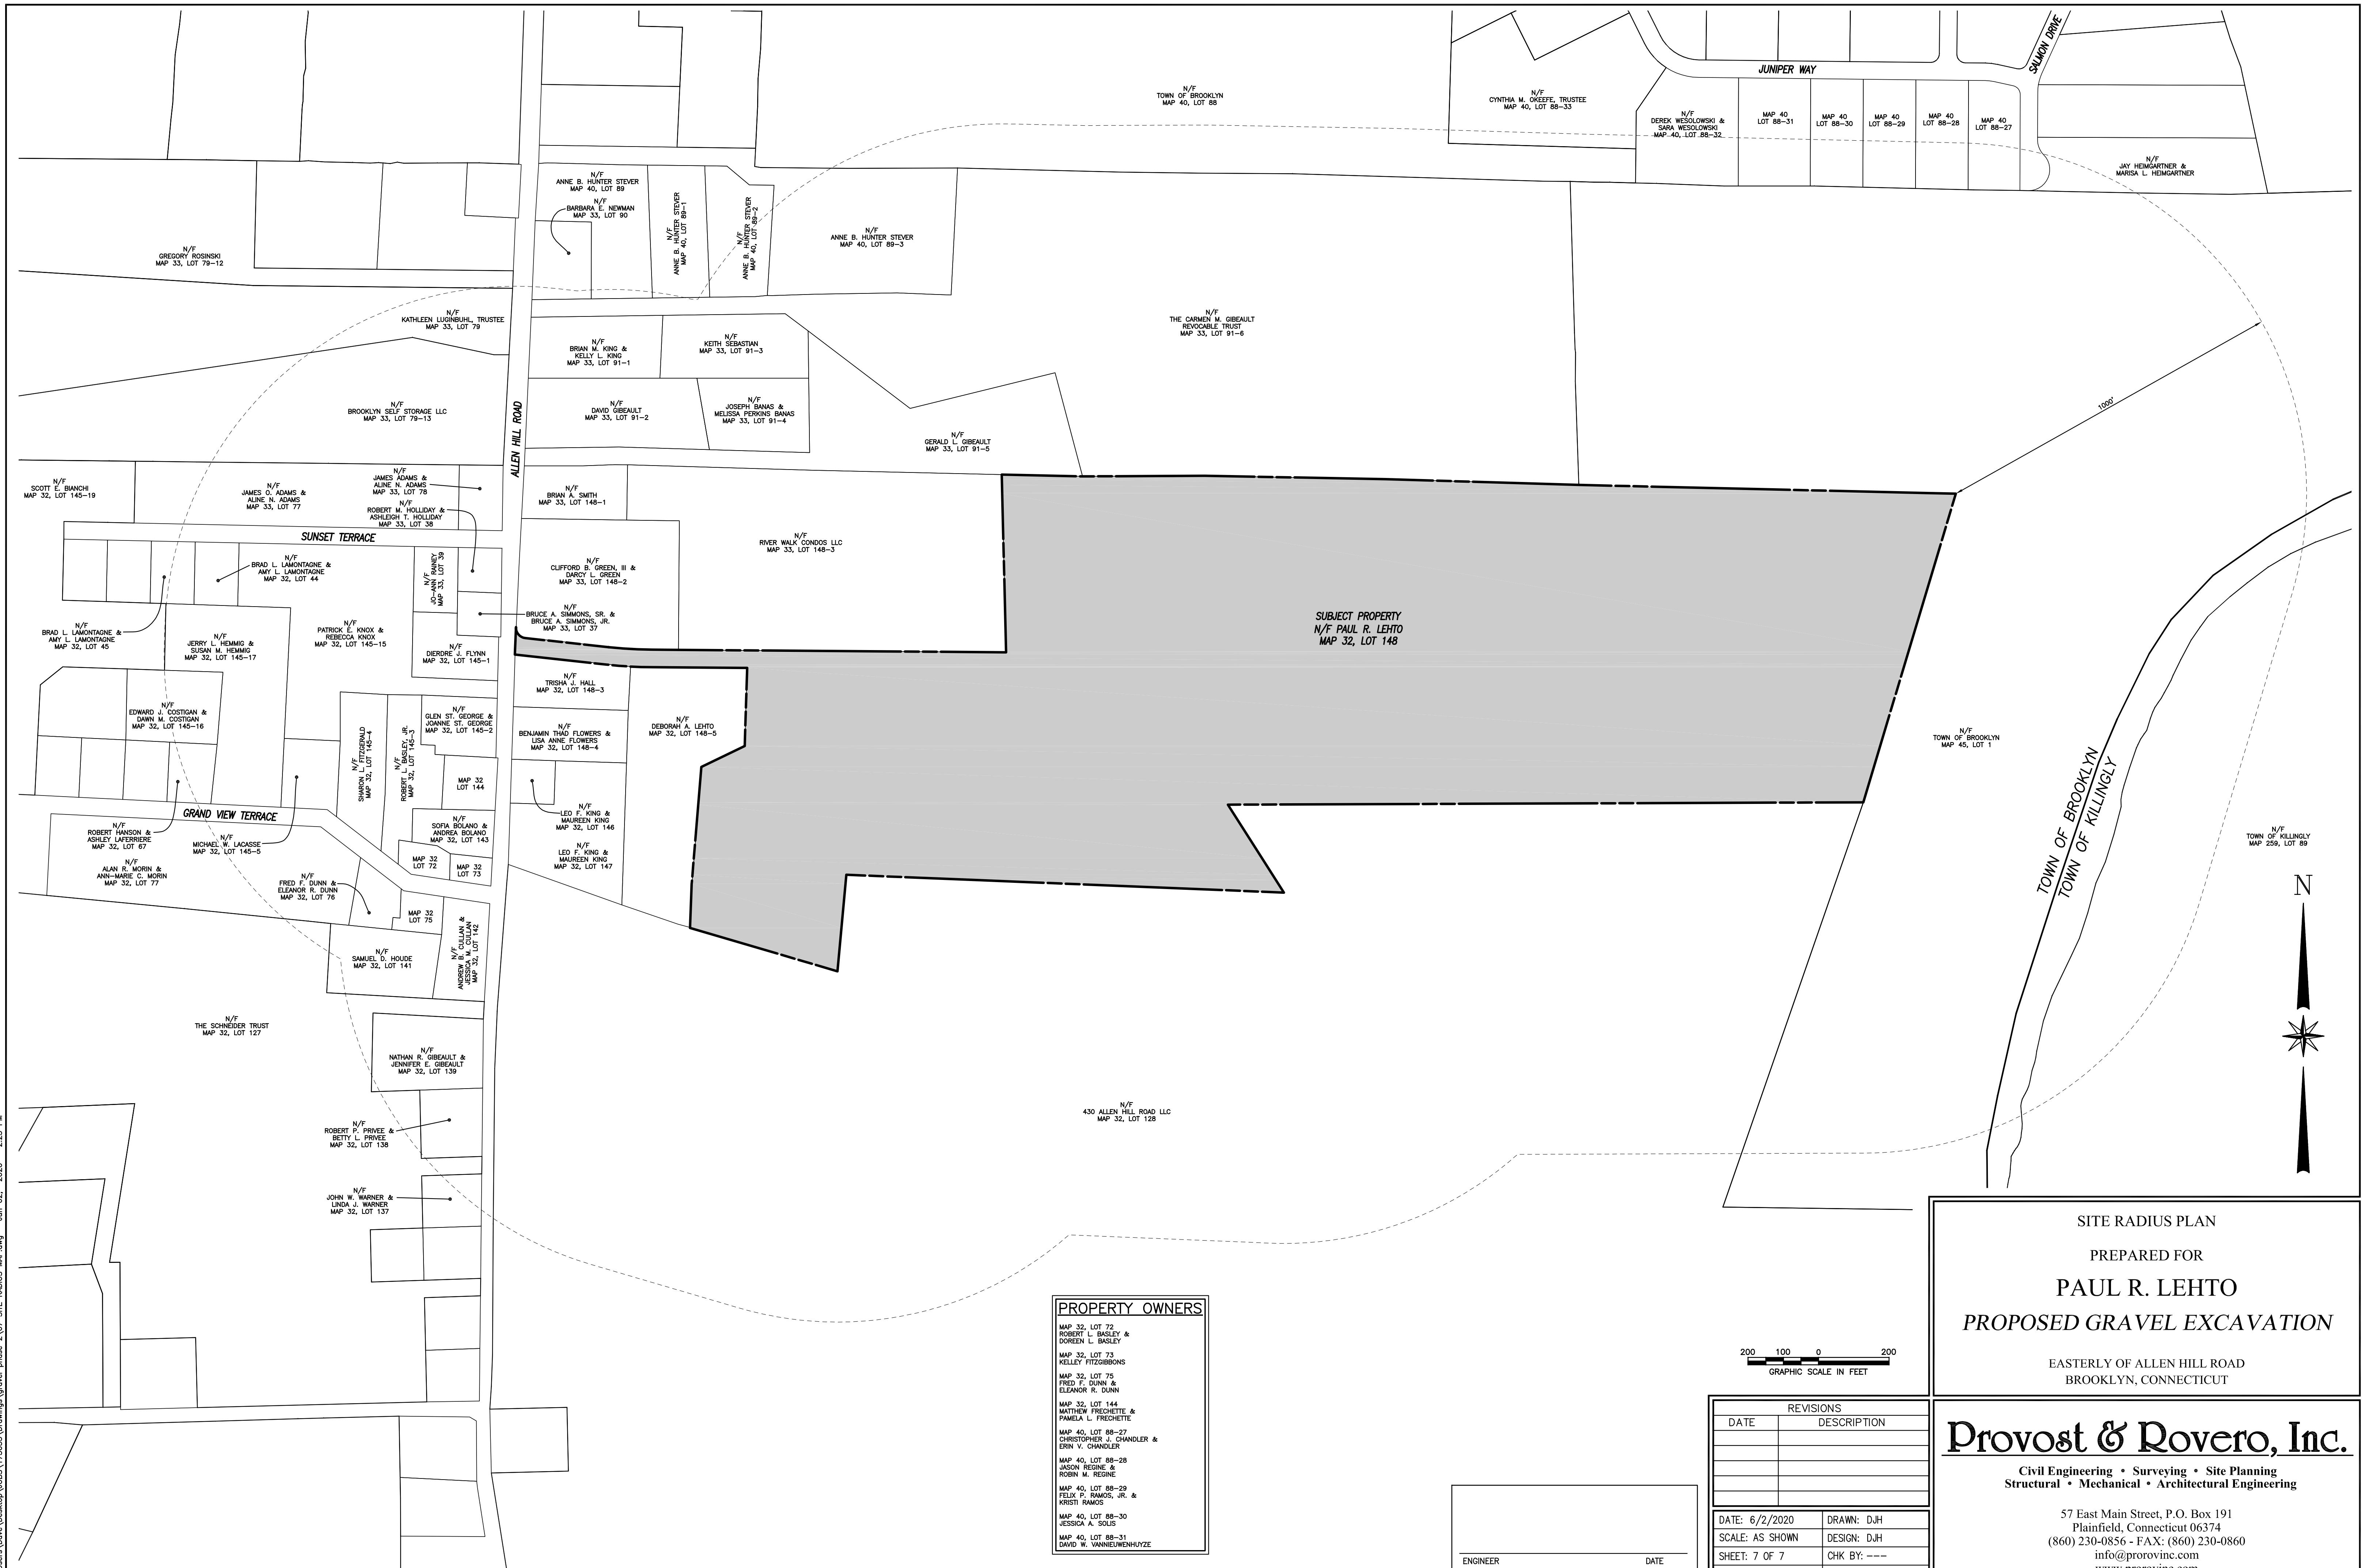 JUNIPER WAY
SALMON DRIVE
N/F
TOWN OF BROOKLYN
MAP 40, LOT 88
N/F
CYNTHIA M. OKEEFE, TRUSTEE
MAP 40, LOT 88-33
N/F
DEREK WESOLOWSKI &
SARA WESOLOWSKI
MAP 40, LOT 88-32
MAP 40
LOT 88-31
MAP 40
LOT 88-30
MAP 40
LOT 88-29
MAP 40
LOT 88-28
MAP 40
LOT 88-27
N/F
JAY HEIMGARTNER &
MARISA L. HEIMGARTNER
N/F
ANNE B. HUNTER STEVER
MAP 40, LOT 89
N/F
BARBARA E. NEWMAN
MAP 33, LOT 90
N/F
ANNE B. HUNTER STEVER
MAP 40, LOT 89-1
N/F
ANNE B. HUNTER STEVER
MAP 40, LOT 89-2
N/F
ANNE B. HUNTER STEVER
MAP 40, LOT 89-3
N/F
GREGORY ROSINSKI
MAP 33, LOT 79-12
N/F
KATHLEEN LUGINBUHL, TRUSTEE
MAP 33, LOT 79
N/F
THE CARMEN M. GIBEAULT
REVOCABLE TRUST
MAP 33, LOT 91-6
N/F
BRIAN M. KING &
KELLY L. KING
MAP 33, LOT 91-1
N/F
KEITH SEBASTIAN
MAP 33, LOT 91-3
N/F
BROOKLYN SELF STORAGE LLC
MAP 33, LOT 79-13
ALLEN HILL ROAD
N/F
DAVID GIBEAULT
MAP 33, LOT 91-2
N/F
JOSEPH BANAS &
MELISSA PERKINS BANAS
MAP 33, LOT 91-4
N/F
GERALD L. GIBEAULT
MAP 33, LOT 91-5
1000'
N/F
SCOTT E. BIANCHI
MAP 32, LOT 145-19
N/F
JAMES O. ADAMS &
ALINE N. ADAMS
MAP 33, LOT 77
N/F
JAMES ADAMS &
ALINE N. ADAMS
MAP 33, LOT 78
N/F
ROBERT M. HOLLIDAY &
ASHLEIGH T. HOLLIDAY
MAP 33, LOT 38
N/F
BRIAN A. SMITH
MAP 33, LOT 148-1
SUNSET TERRACE
N/F
RIVER WALK CONDOS LLC
MAP 33, LOT 148-3
N/F
BRAD L. LAMONTAGNE &
AMY L. LAMONTAGNE
MAP 32, LOT 44
N/F
JO-ANN RAINEY
MAP 33, LOT 39
N/F
CLIFFORD B. GREEN, III &
DARCY L. GREEN
MAP 33, LOT 148-2
N/F
BRUCE A. SIMMONS, SR. &
BRUCE A. SIMMONS, JR.
MAP 33, LOT 37
SUBJECT PROPERTY
N/F PAUL R. LEHTO
MAP 32, LOT 148
N/F
BRAD L. LAMONTAGNE &
AMY L. LAMONTAGNE
MAP 32, LOT 45
N/F
JERRY L. HEMMIG &
SUSAN M. HEMMIG
MAP 32, LOT 145-17
N/F
PATRICK E. KNOX &
REBECCA KNOX
MAP 32, LOT 145-15
N/F
DIERDRE J. FLYNN
MAP 32, LOT 145-1
N/F
TRISHA J. HALL
MAP 32, LOT 148-3
N/F
EDWARD J. COSTIGAN &
DAWN M. COSTIGAN
MAP 32, LOT 145-16
N/F
SHARON L. FITZGERALD
MAP 32, LOT 145-4
N/F
ROBERT L. BASLEY, JR.
MAP 32, LOT 145-3
N/F
GLEN ST. GEORGE &
JOANNE ST. GEORGE
MAP 32, LOT 145-2
N/F
BENJAMIN THAD FLOWERS &
LISA ANNE FLOWERS
MAP 32, LOT 148-4
N/F
DEBORAH A. LEHTO
MAP 32, LOT 148-5
N/F
TOWN OF BROOKLYN
MAP 45, LOT 1
TOWN OF BROOKLYN
TOWN OF KILLINGLY
MAP 32
LOT 144
GRAND VIEW TERRACE
N/F
ROBERT HANSON &
ASHLEY LAFERRIERE
MAP 32, LOT 67
N/F
MICHAEL W. LACASSE
MAP 32, LOT 145-5
N/F
SOFIA BOLANO &
ANDREA BOLANO
MAP 32, LOT 143
N/F
LEO F. KING &
MAUREEN KING
MAP 32, LOT 146
N/F
LEO F. KING &
MAUREEN KING
MAP 32, LOT 147
N/F
TOWN OF KILLINGLY
MAP 259, LOT 89
N/F
ALAN R. MORIN &
ANN-MARIE C. MORIN
MAP 32, LOT 77
MAP 32
LOT 72
MAP 32
LOT 73
N/F
FRED F. DUNN &
ELEANOR R. DUNN
MAP 32, LOT 76
MAP 32
LOT 75
N/F
ANDREW B. CULLAN &
JESSICA M. CULLAN
MAP 32, LOT 142
N/F
SAMUEL D. HOUDE
MAP 32, LOT 141
N
N/F
THE SCHNEIDER TRUST
MAP 32, LOT 127
N/F
NATHAN R. GIBEAULT &
JENNIFER E. GIBEAULT
MAP 32, LOT 139
N/F
430 ALLEN HILL ROAD LLC
MAP 32, LOT 128
N/F
ROBERT P. PRIVEE &
BETTY L. PRIVEE
MAP 32, LOT 138
N/F
JOHN W. WARNER &
LINDA J. WARNER
MAP 32, LOT 137
PROPERTY OWNERS
MAP 32, LOT 72
ROBERT L. BASLEY &
DOREEN L. BASLEY
MAP 32, LOT 73
KELLEY FITZGIBBONS
MAP 32, LOT 75
FRED F. DUNN &
ELEANOR R. DUNN
MAP 32, LOT 144
MATTHEW FRECHETTE &
PAMELA L. FRECHETTE
MAP 40, LOT 88-27
CHRISTOPHER J. CHANDLER &
ERIN V. CHANDLER
MAP 40, LOT 88-28
JASON REGINE &
ROBIN M. REGINE
MAP 40, LOT 88-29
FELIX P. RAMOS, JR. &
KRISTI RAMOS
MAP 40, LOT 88-30
JESSICA A. SOLIS
MAP 40, LOT 88-31
DAVID W. VANNIEUWENHUYZE
200 100 0 200
GRAPHIC SCALE IN FEET
SITE RADIUS PLAN
PREPARED FOR
PAUL R. LEHTO
PROPOSED GRAVEL EXCAVATION
EASTERLY OF ALLEN HILL ROAD
BROOKLYN, CONNECTICUT
REVISIONS
DATE DESCRIPTION
DATE: 6/2/2020 DRAWN: DJH
SCALE: AS SHOWN DESIGN: DJH
SHEET: 7 OF 7 CHK BY: ---
ENGINEER DATE
Provost & Rovero, Inc.
Civil Engineering • Surveying • Site Planning
Structural • Mechanical • Architectural Engineering
57 East Main Street, P.O. Box 191
Plainfield, Connecticut 06374
(860) 230-0856 - FAX: (860) 230-0860
info@prorovinc.com
www.prorovinc.com